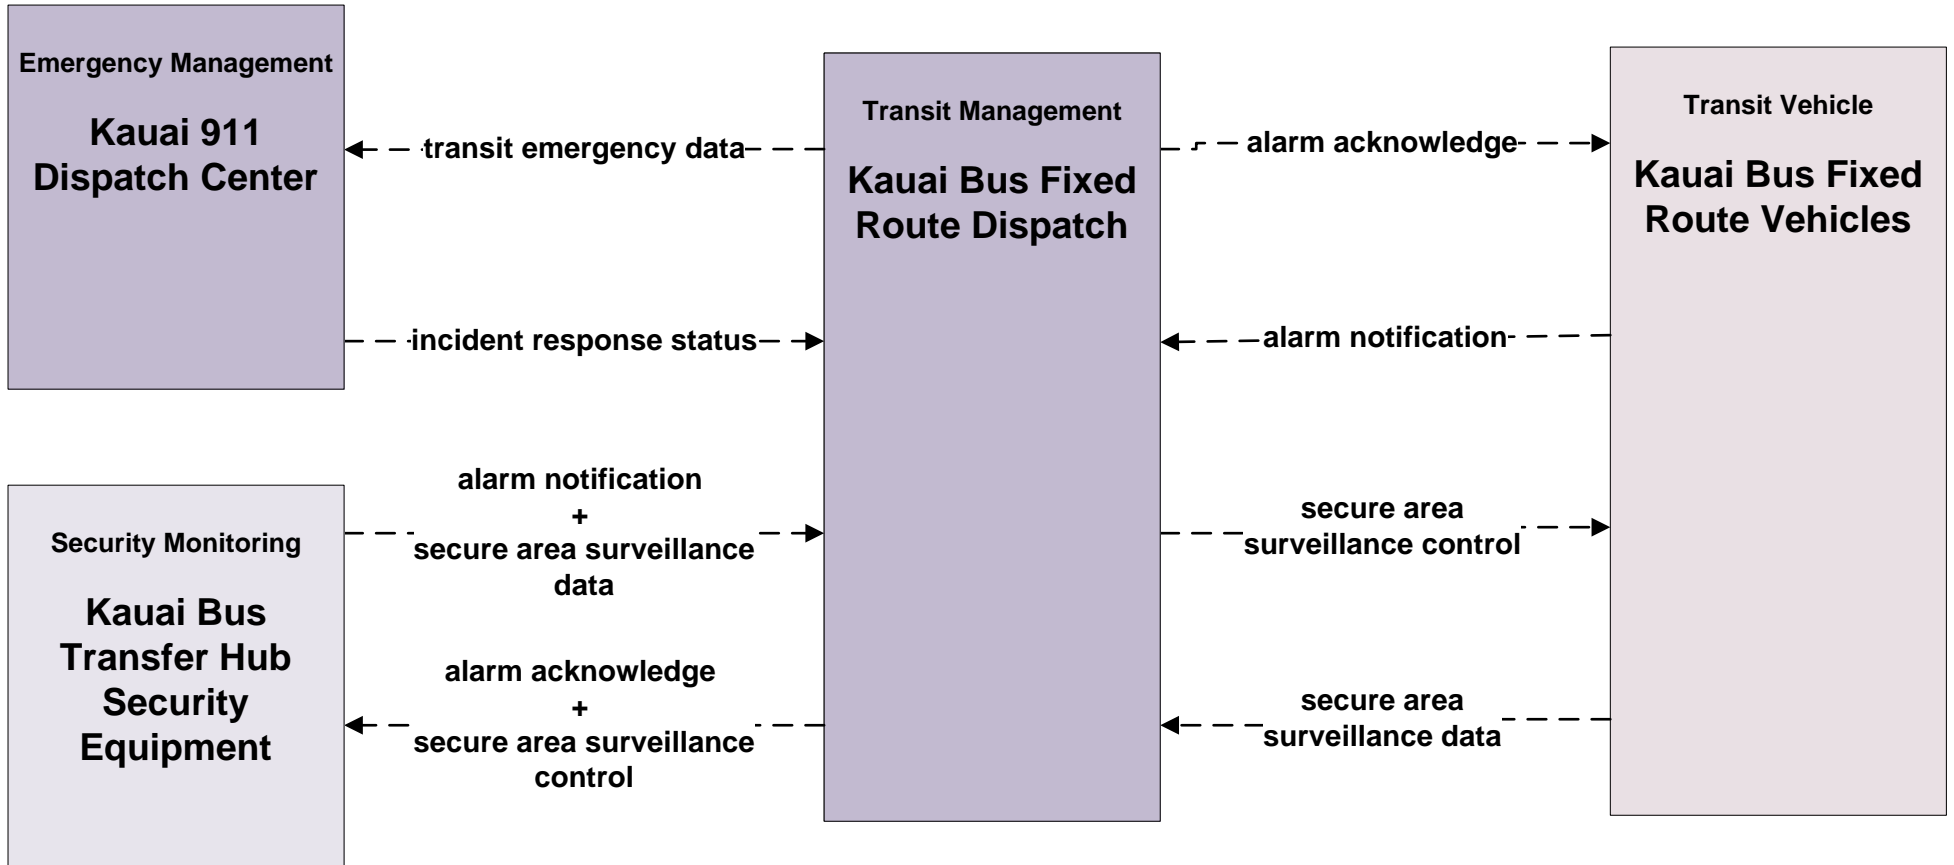 Emergency Management
Kauai 911
Dispatch Center
transit emergency data
incident response status
Security Monitoring
Kauai Bus
Transfer Hub
Security
Equipment
alarm notification
+
secure area surveillance
data
alarm acknowledge
+
secure area surveillance
control
Transit Management
Kauai Bus Fixed
Route Dispatch
alarm acknowledge
alarm notification
secure area
surveillance control
secure area
surveillance data
Transit Vehicle
Kauai Bus Fixed
Route Vehicles